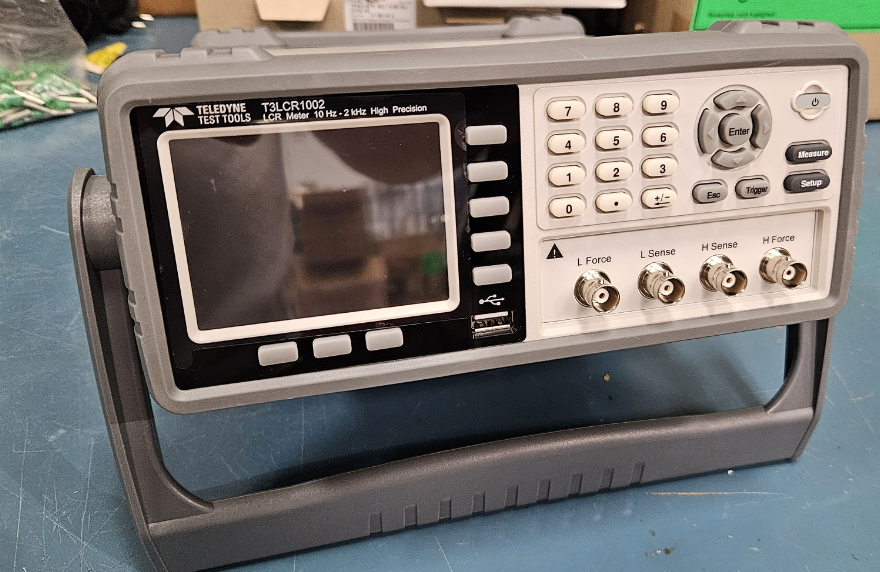 TELEDYNE
TEST TOOLS
T3LCR1002
LCR Meter 10 Hz - 2 kHz High Precision
7 8 9
4 5 6
1 2 3
0 • +/-
Enter
Esc
Trigger
Measure
Setup
L Force
L Sense
H Sense
H Force